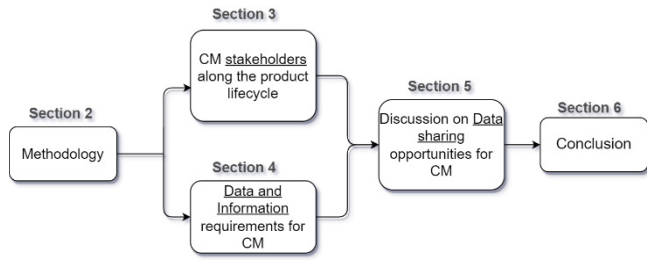 Section 2
Methodology
Section 3
CM stakeholders
along the product
lifecycle
Section 4
Data and
Information
requirements for
CM
Section 5
Discussion on Data
sharing
opportunities for
CM
Section 6
Conclusion